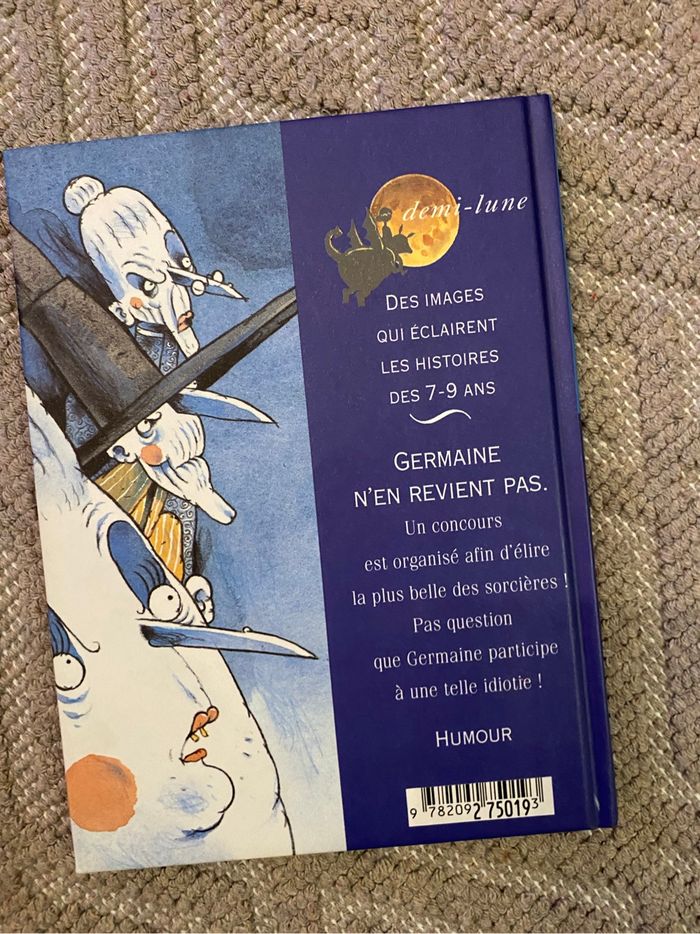 demi-lune
DES IMAGES
QUI ÉCLAIRENT
LES HISTOIRES
DES 7-9 ANS
GERMAINE
N'EN REVIENT PAS.
Un concours
est organisé afin d'élire
la plus belle des sorcières !
Pas question
que Germaine participe
à une telle idiotie !
HUMOUR
9 782092 750193